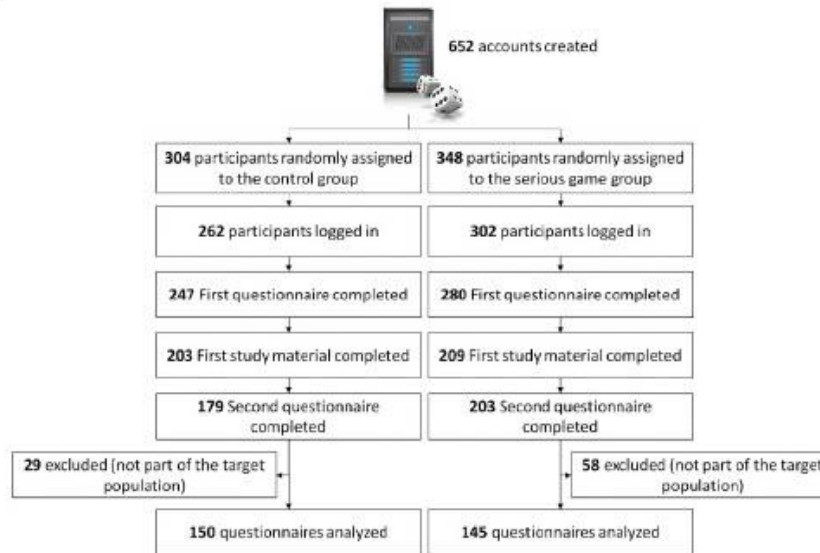 652 accounts created
304 participants randomly assigned
to the control group
348 participants randomly assigned
to the serious game group
262 participants logged in
302 participants logged in
247 First questionnaire completed
280 First questionnaire completed
203 First study material completed
209 First study material completed
179 Second questionnaire
completed
203 Second questionnaire
completed
29 excluded (not part of the target
population)
58 excluded (not part of the target
population)
150 questionnaires analyzed
145 questionnaires analyzed